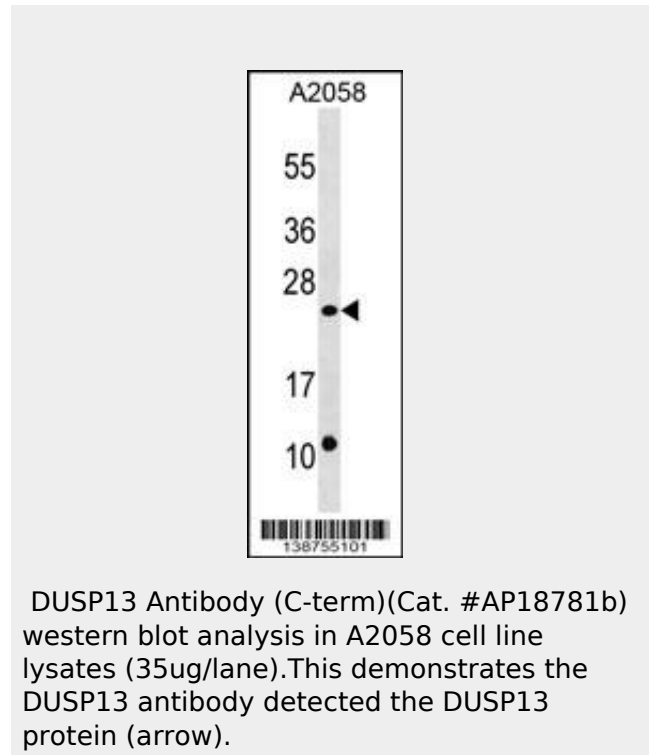 A2058
55
36
28
17
10
138755101
DUSP13 Antibody (C-term)(Cat. #AP18781b)
western blot analysis in A2058 cell line
lysates (35ug/lane).This demonstrates the
DUSP13 antibody detected the DUSP13
protein (arrow).